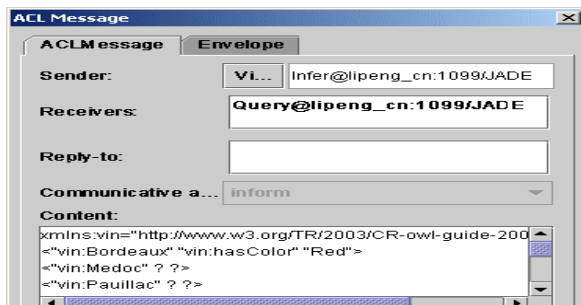 ACL Message
ACLMessage Envelope
Sender: Vi... Infer@lipeng_cn:1099/JADE
Receivers: Query@lipeng_cn:1099/JADE
Reply-to:
Communicative a... inform
Content:
xmlns:vin="http://www.w3.org/TR/2003/CR-owl-guide-200
<"vin:Bordeaux" "vin:hasColor" "Red">
<"vin:Medoc" ? ?>
<"vin:Pauillac" ? ?>